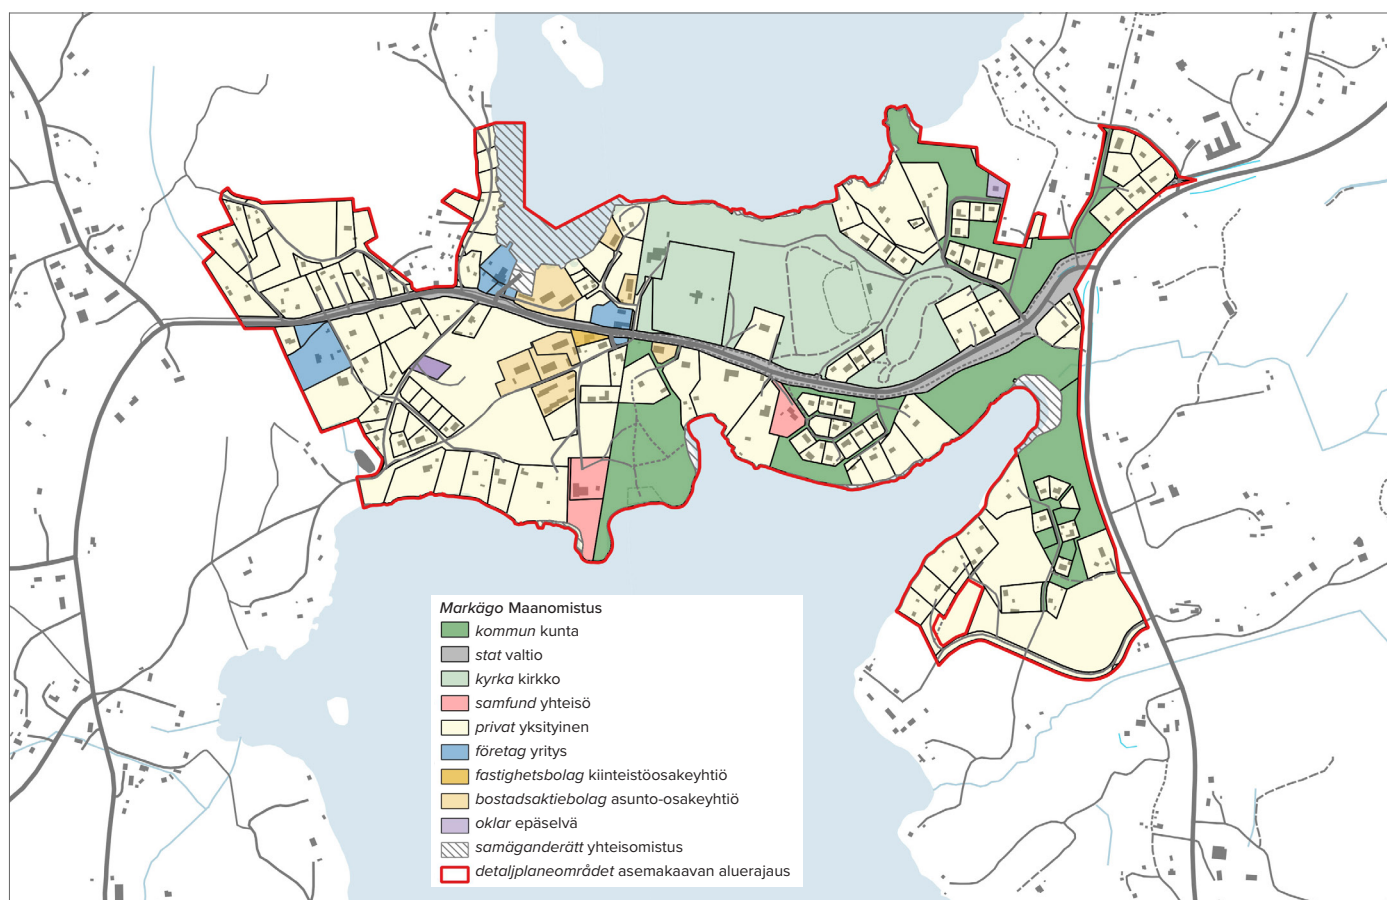 Markägo Maanomistus
kommun kunta
stat valtio
kyrka kirkko
samfund yhteisö
privat yksityinen
företag yritys
fastighetsbolag kiinteistöosakeyhtiö
bostadsaktiebolag asunto-osakeyhtiö
oklar epäselvä
samäganderätt yhteisomistus
detaljplaneområdet asemakaavan aluerajaus